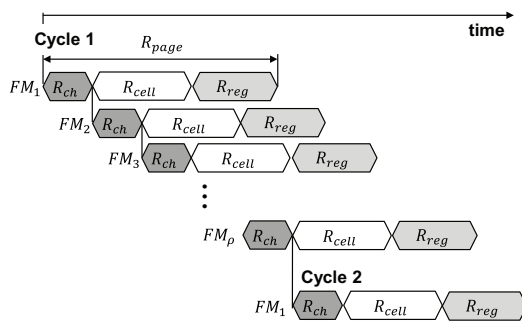 time
Cycle 1
R_page
FM_1 R_ch R_cell R_reg
FM_2 R_ch R_cell R_reg
FM_3 R_ch R_cell R_reg
FM_ρ R_ch R_cell R_reg
Cycle 2
FM_1 R_ch R_cell R_reg